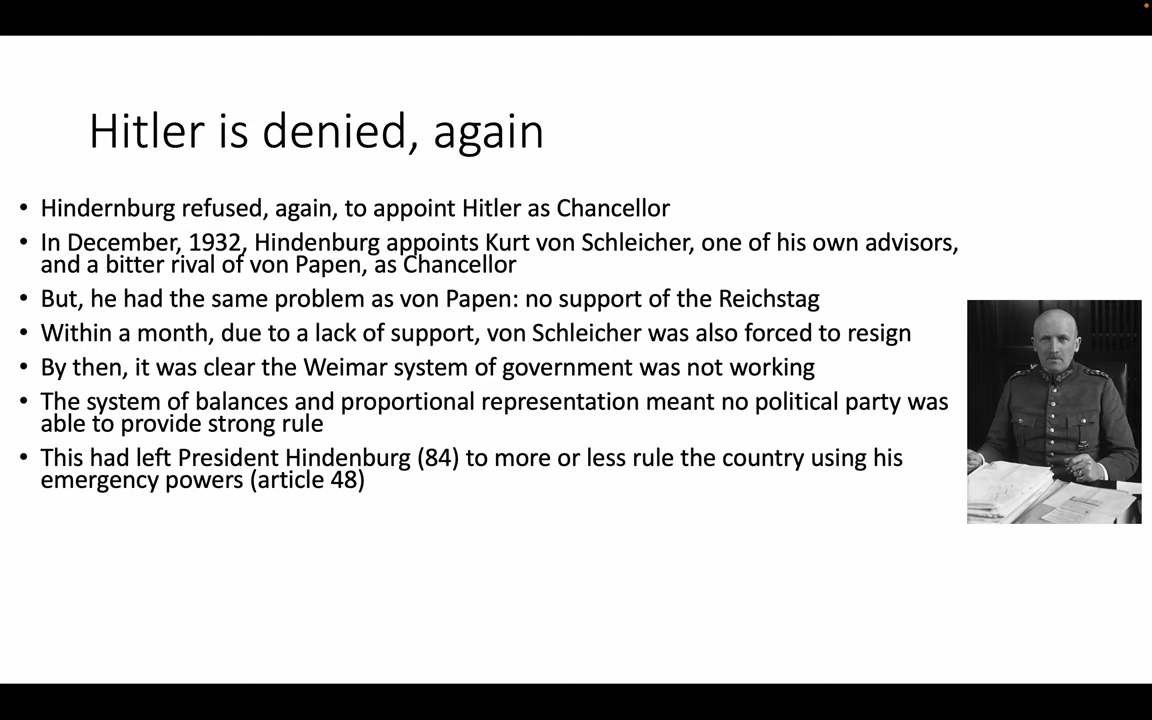 Hitler is denied, again
• Hindernburg refused, again, to appoint Hitler as Chancellor
• In December, 1932, Hindenburg appoints Kurt von Schleicher, one of his own advisors,
and a bitter rival of von Papen, as Chancellor
• But, he had the same problem as von Papen: no support of the Reichstag
• Within a month, due to a lack of support, von Schleicher was also forced to resign
• By then, it was clear the Weimar system of government was not working
• The system of balances and proportional representation meant no political party was
able to provide strong rule
• This had left President Hindenburg (84) to more or less rule the country using his
emergency powers (article 48)